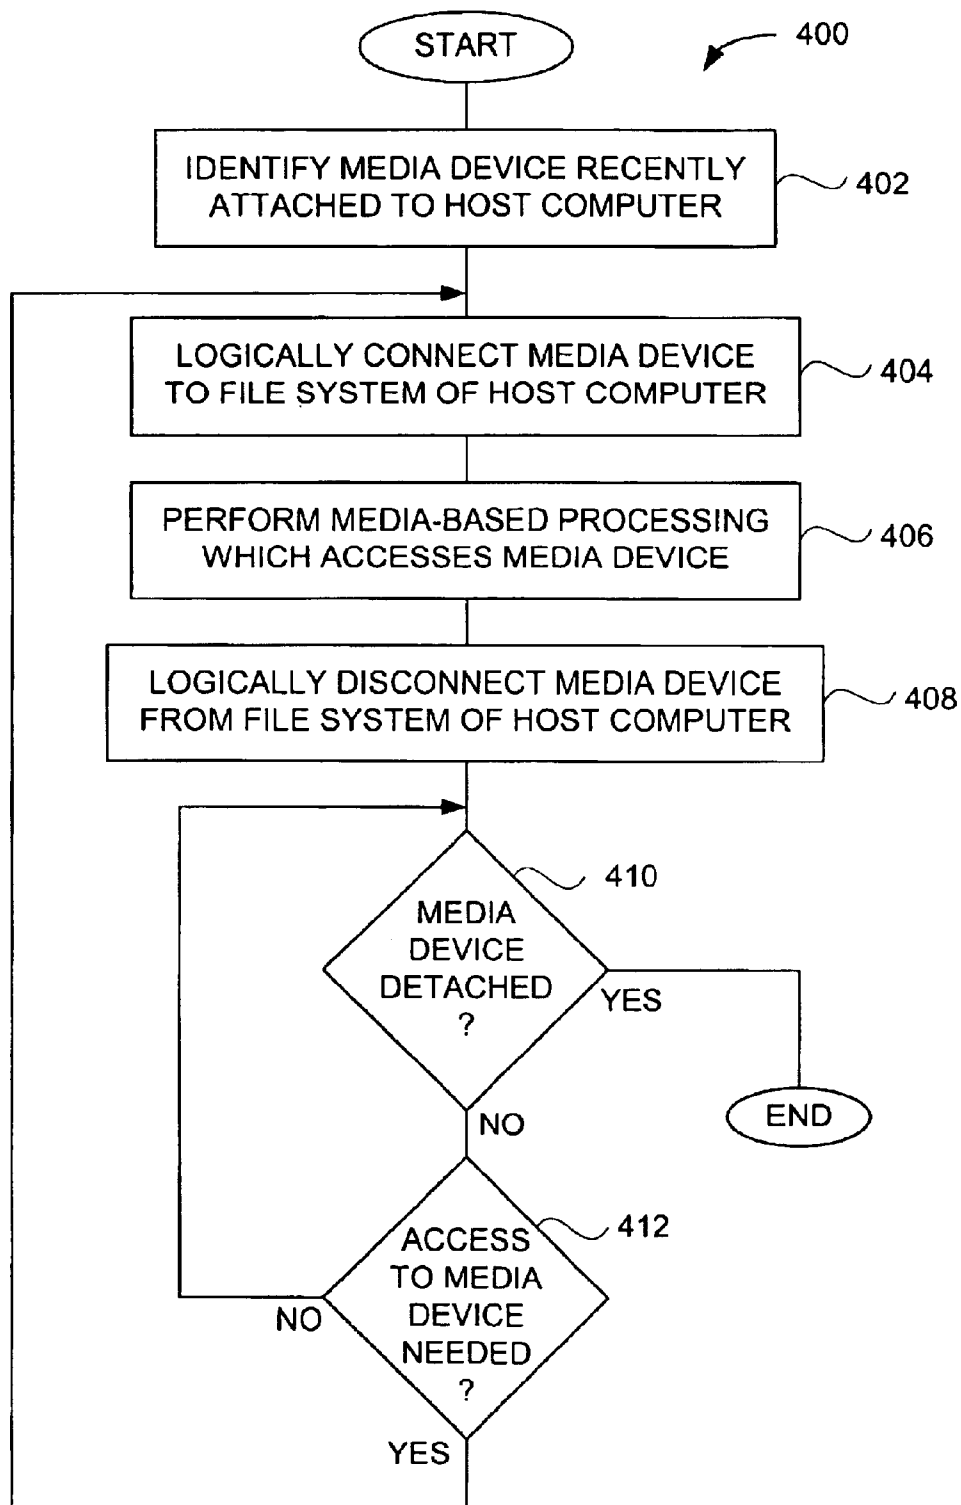 START
400
IDENTIFY MEDIA DEVICE RECENTLY
ATTACHED TO HOST COMPUTER
402
LOGICALLY CONNECT MEDIA DEVICE
TO FILE SYSTEM OF HOST COMPUTER
404
PERFORM MEDIA-BASED PROCESSING
WHICH ACCESSES MEDIA DEVICE
406
LOGICALLY DISCONNECT MEDIA DEVICE
FROM FILE SYSTEM OF HOST COMPUTER
408
410
MEDIA
DEVICE
DETACHED
?
YES
END
NO
412
ACCESS
TO MEDIA
DEVICE
NEEDED
?
NO
YES